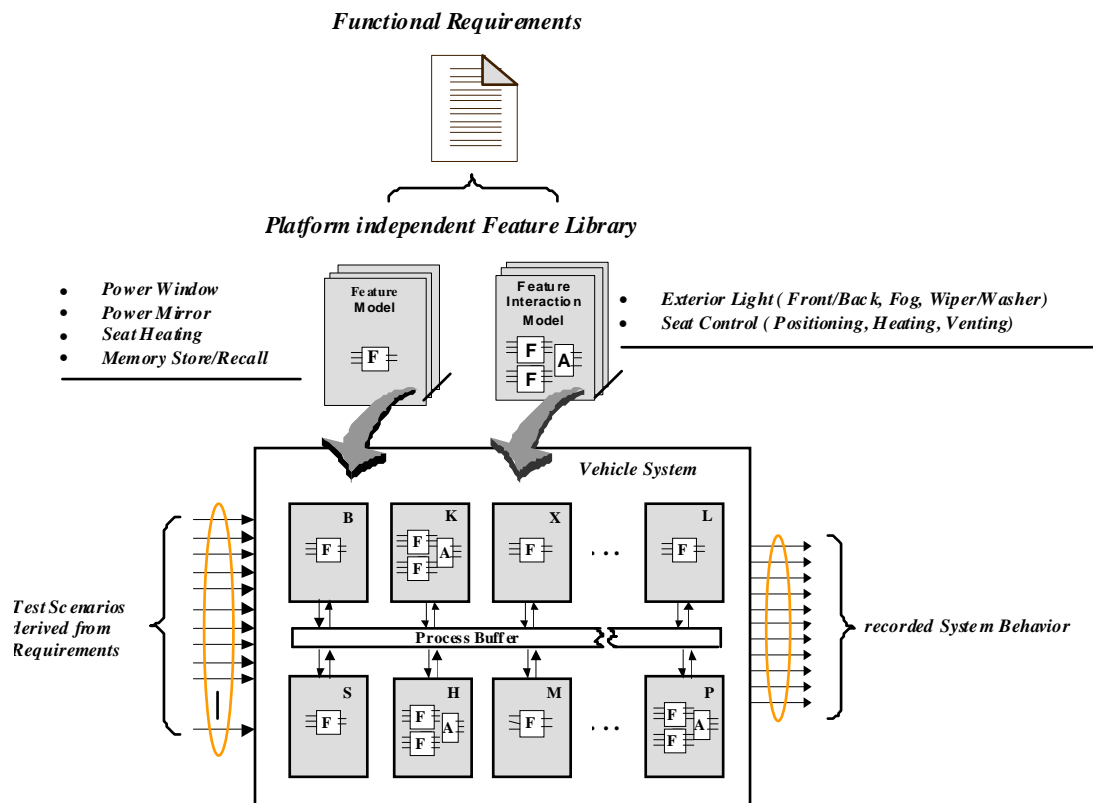 Functional Requirements
Platform independent Feature Library
• Power Window
• Power Mirror
• Seat Heating
• Memory Store/Recall
Feature
Model
F
Feature
Interaction
Model
F
A
F
• Exterior Light ( Front/Back, Fog, Wiper/Washer)
• Seat Control ( Positioning, Heating, Venting)
Vehicle System
B
F
K
F
A
F
X
F
. . .
L
F
Test Scenarios
derived from
Requirements
Process Buffer
recorded System Behavior
S
F
H
F
A
F
M
F
. . .
P
F
A
F